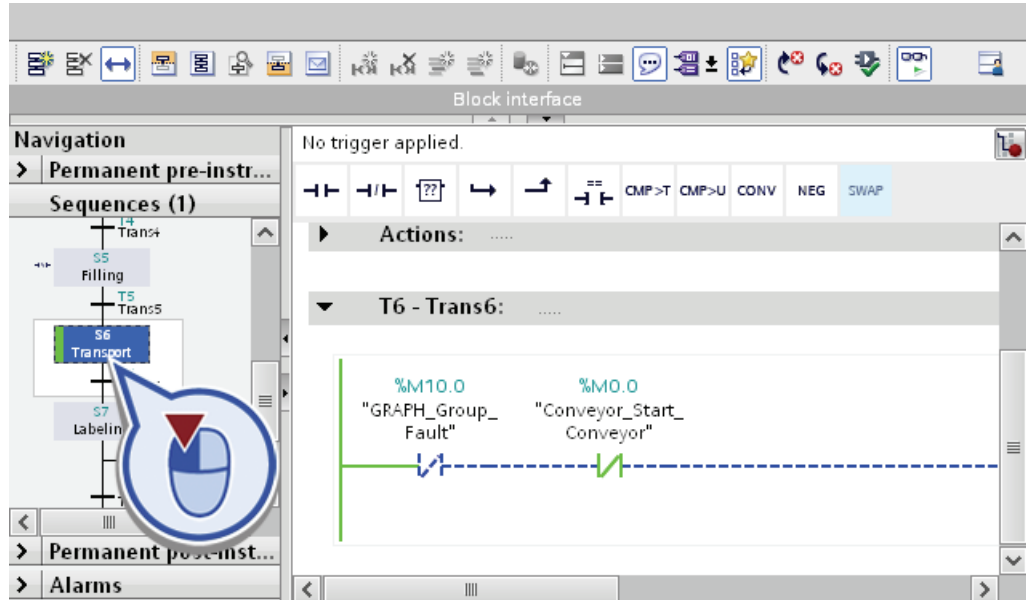 Block interface
Navigation
Permanent pre-instr...
Sequences (1)
T4
Trans4
S5
Filling
T5
Trans5
S6
Transport
S7
Labelin
Permanent post-inst...
Alarms
No trigger applied.
?? == CMP>T CMP>U CONV NEG SWAP
Actions: .....
T6 - Trans6: .....
%M10.0 %M0.0
"GRAPH_Group_ "Conveyor_Start_
Fault" Conveyor"